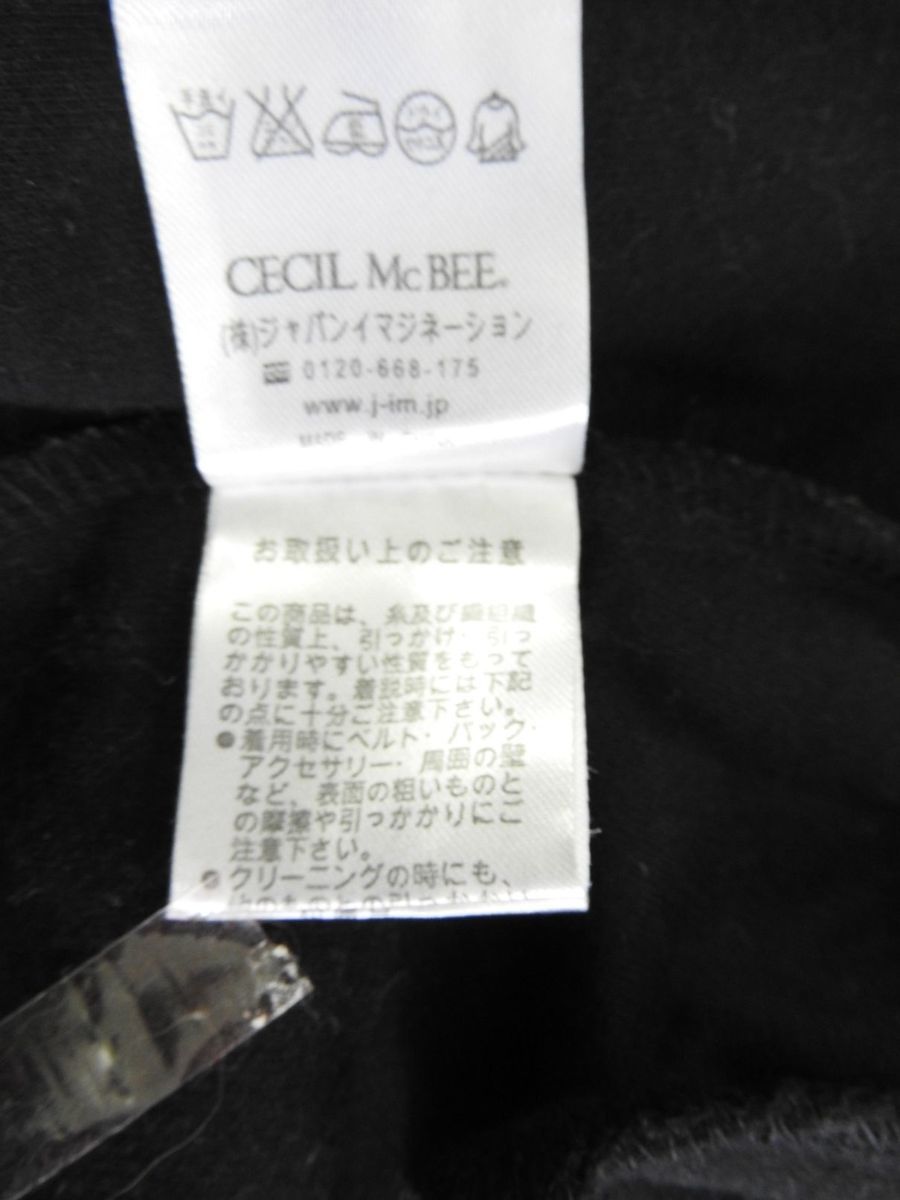 CECIL McBEE®
(株)ジャパンイマジネーション
0120-668-175
www.j-im.jp
MADE IN
お取扱い上のご注意
この商品は、糸及び編組織
の性質上、引っかけ・引っ
かかりやすい性質をもって
おります。着脱時には下記
の点に十分ご注意下さい。
●着用時にベルト・バック・
アクセサリー・周囲の壁
など、表面の粗いものと
の摩擦や引っかかりにご
注意下さい。
●クリーニングの時にも、